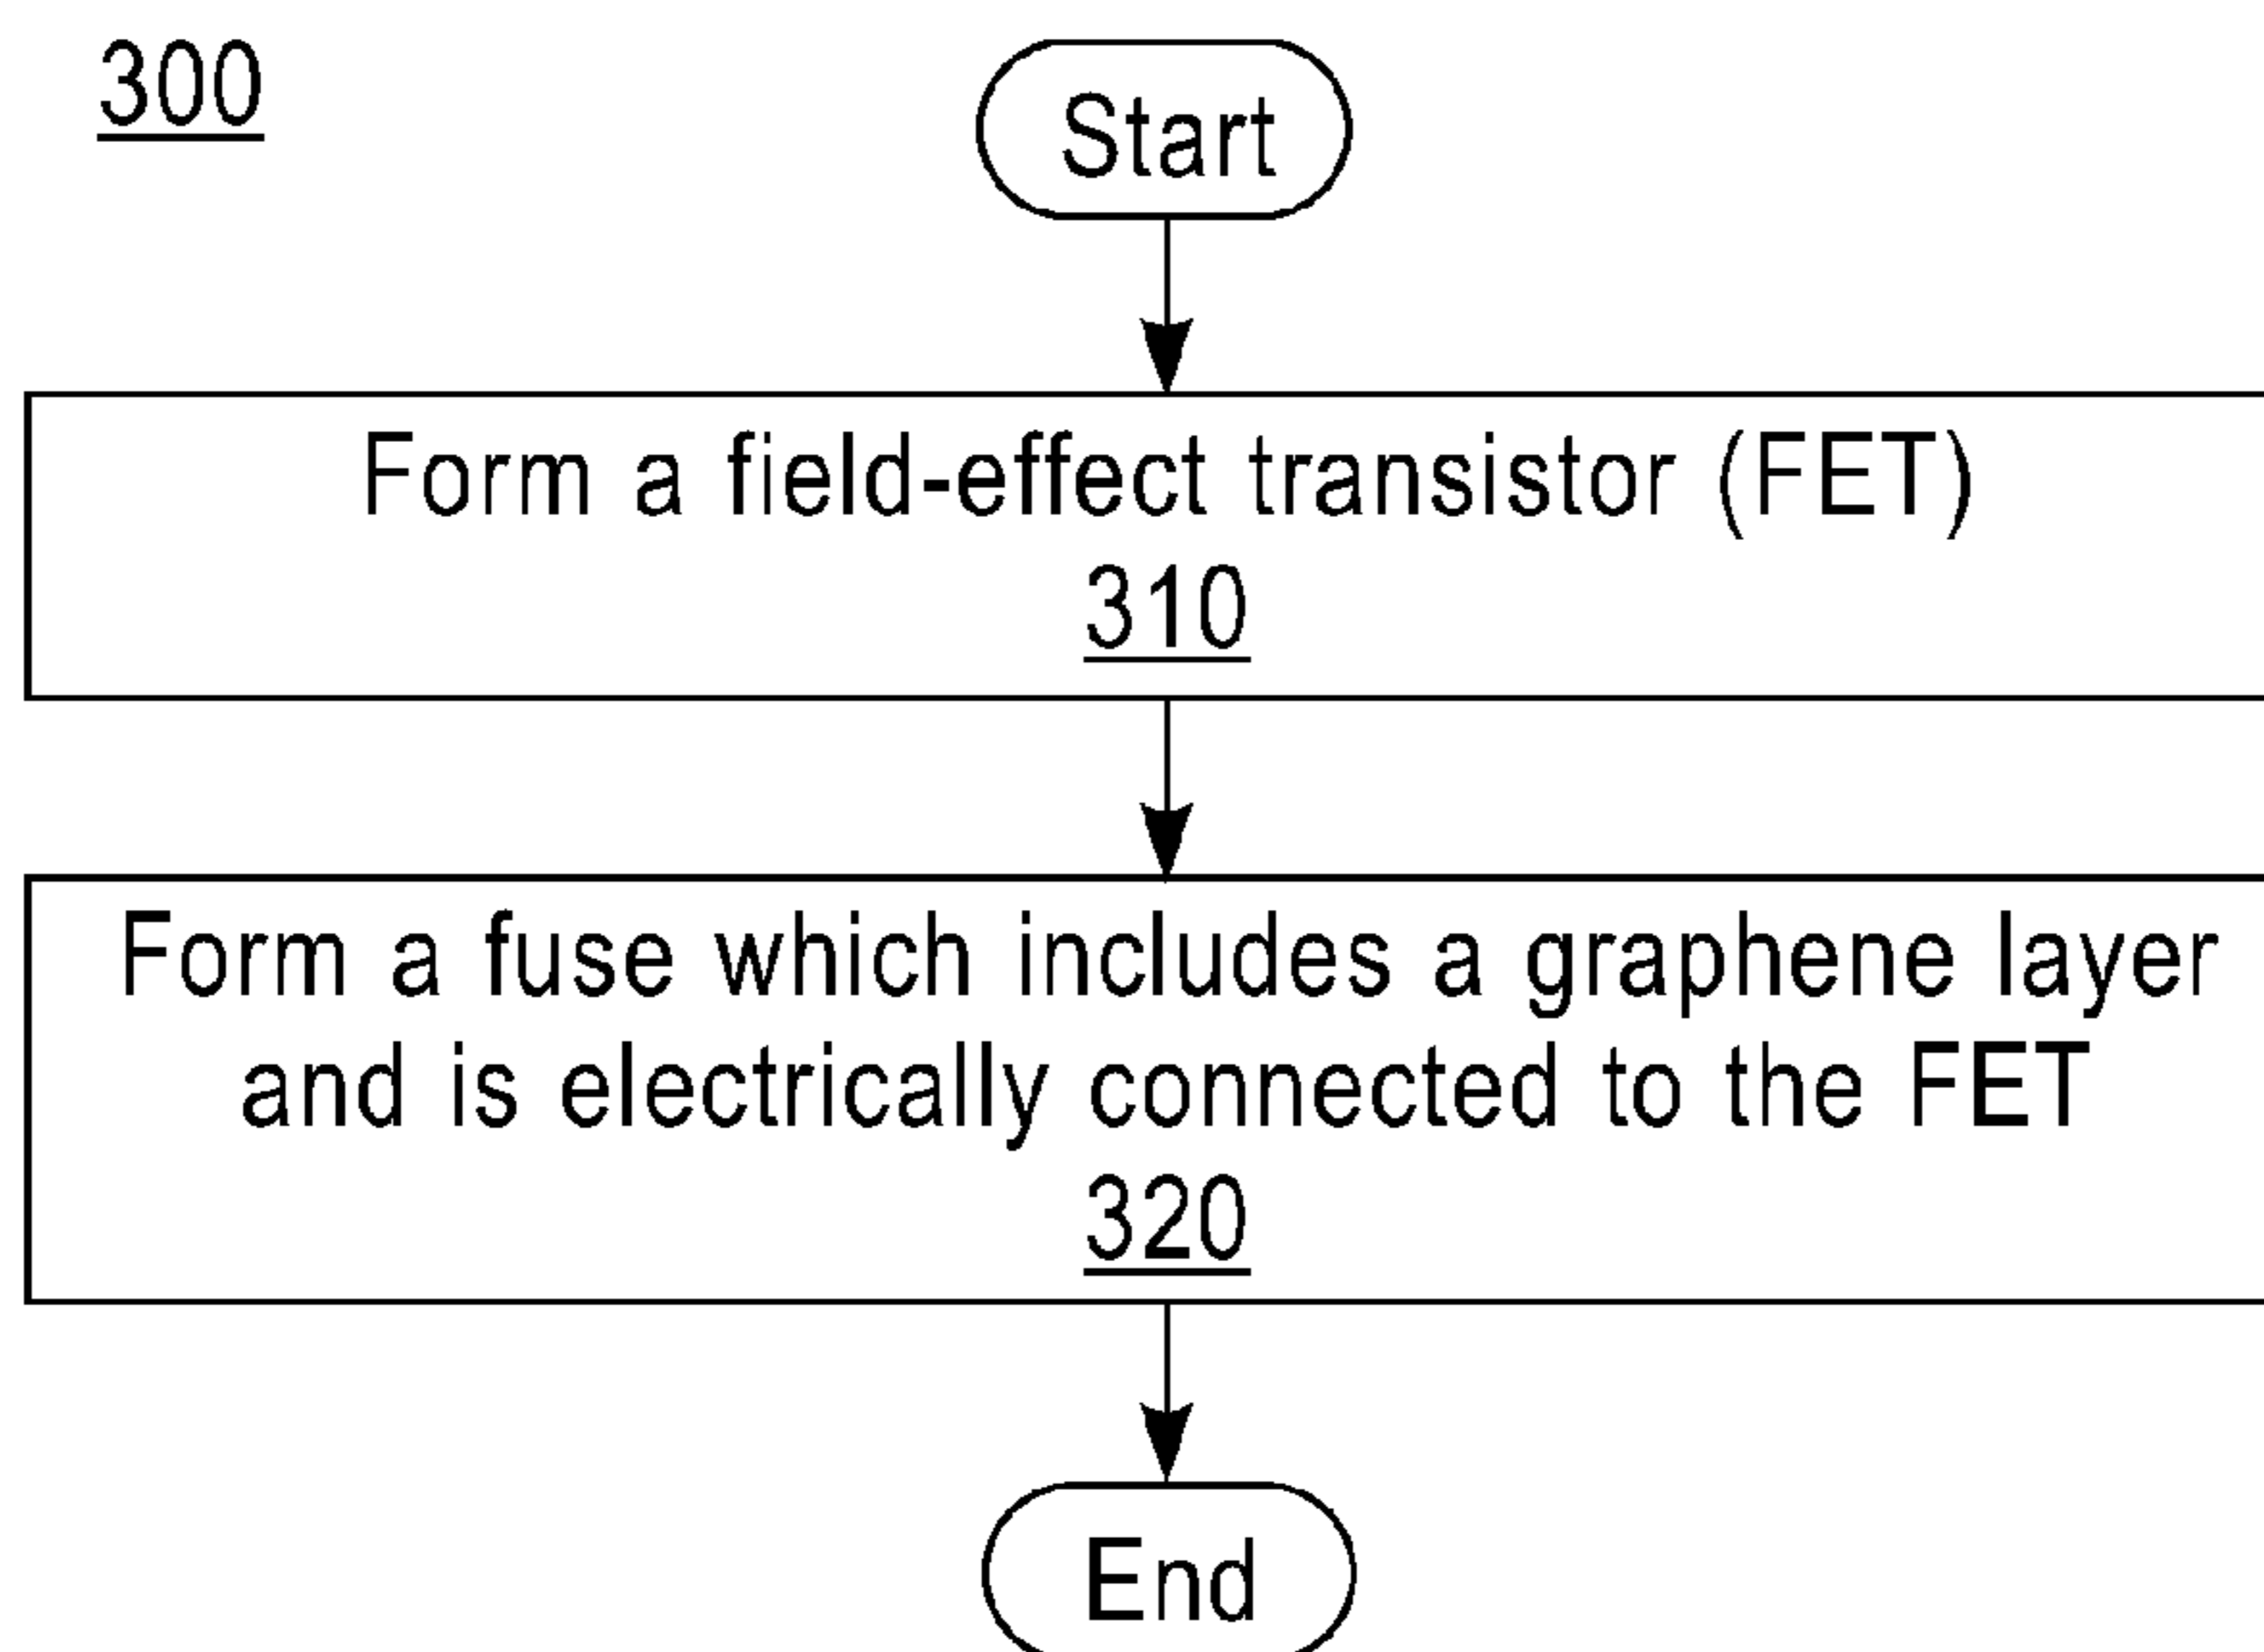 300
Start
Form a field-effect transistor (FET)
310
Form a fuse which includes a graphene layer
and is electrically connected to the FET
320
End